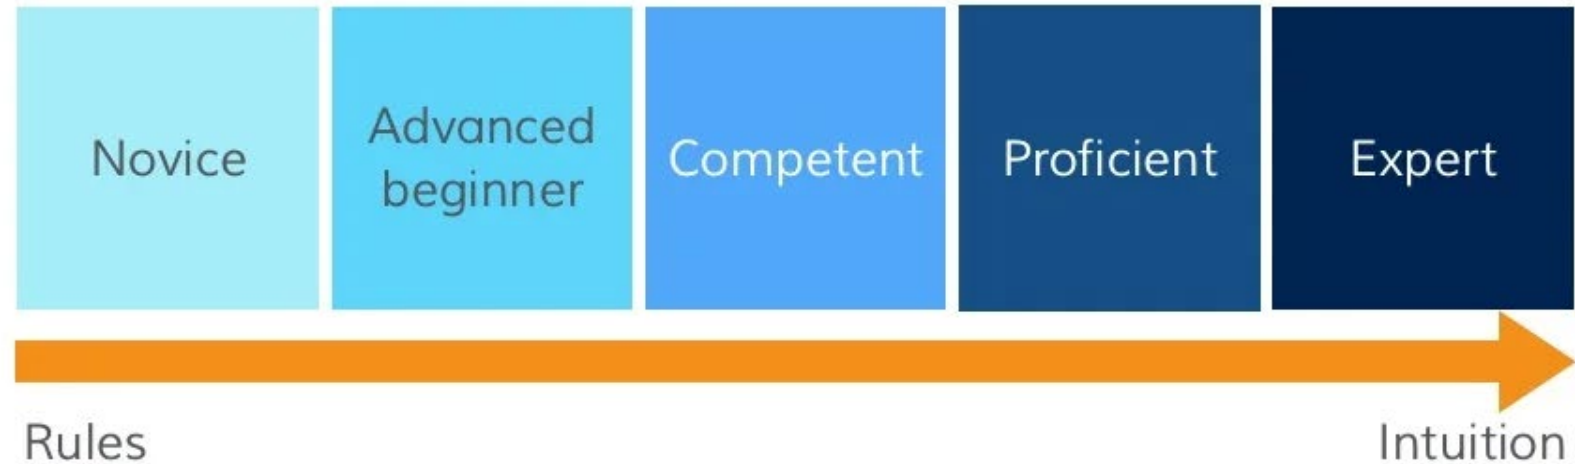 Novice
Advanced
beginner
Competent
Proficient
Expert
Rules
Intuition